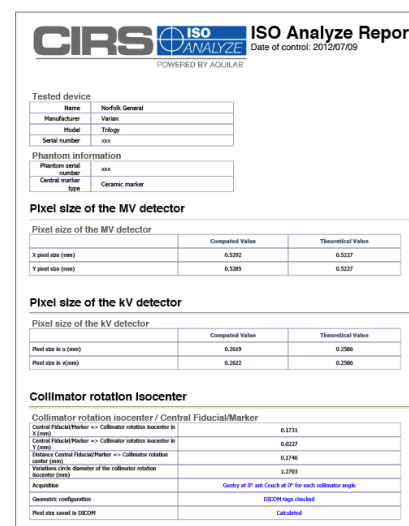 CIRS ISO ANALYZE
POWERED BY AQUILAB
ISO Analyze Repor
Date of control: 2012/07/09
Tested device
Name Norfolk General
Manufacturer Varian
Model Trilogy
Serial number xxx
Phantom information
Phantom serial
number xxx
Central marker
type Ceramic marker
Pixel size of the MV detector
Pixel size of the MV detector
Computed Value Theoretical Value
X pixel size (mm) 0.5292 0.5227
Y pixel size (mm) 0.5285 0.5227
Pixel size of the kV detector
Pixel size of the kV detector
Computed Value Theoretical Value
Pixel size in u (mm) 0.2619 0.2586
Pixel size in v(mm) 0.2622 0.2586
Collimator rotation isocenter
Collimator rotation isocenter / Central Fiducial/Marker
Central Fiducial/Marker => Collimator rotation isocenter in
X (mm) 0.1731
Central Fiducial/Marker => Collimator rotation isocenter in
Y (mm) 0.0227
Distance Central Fiducial/Marker => Collimator rotation
center (mm) 0.1746
Variations circle diameter of the collimator rotation
isocenter (mm) 1.2703
Acquisition Gantry at 0° ant Couch at 0° for each collimator angle
Geometric configuration DICOM tags checked
Pixel size saved in DICOM Calculated